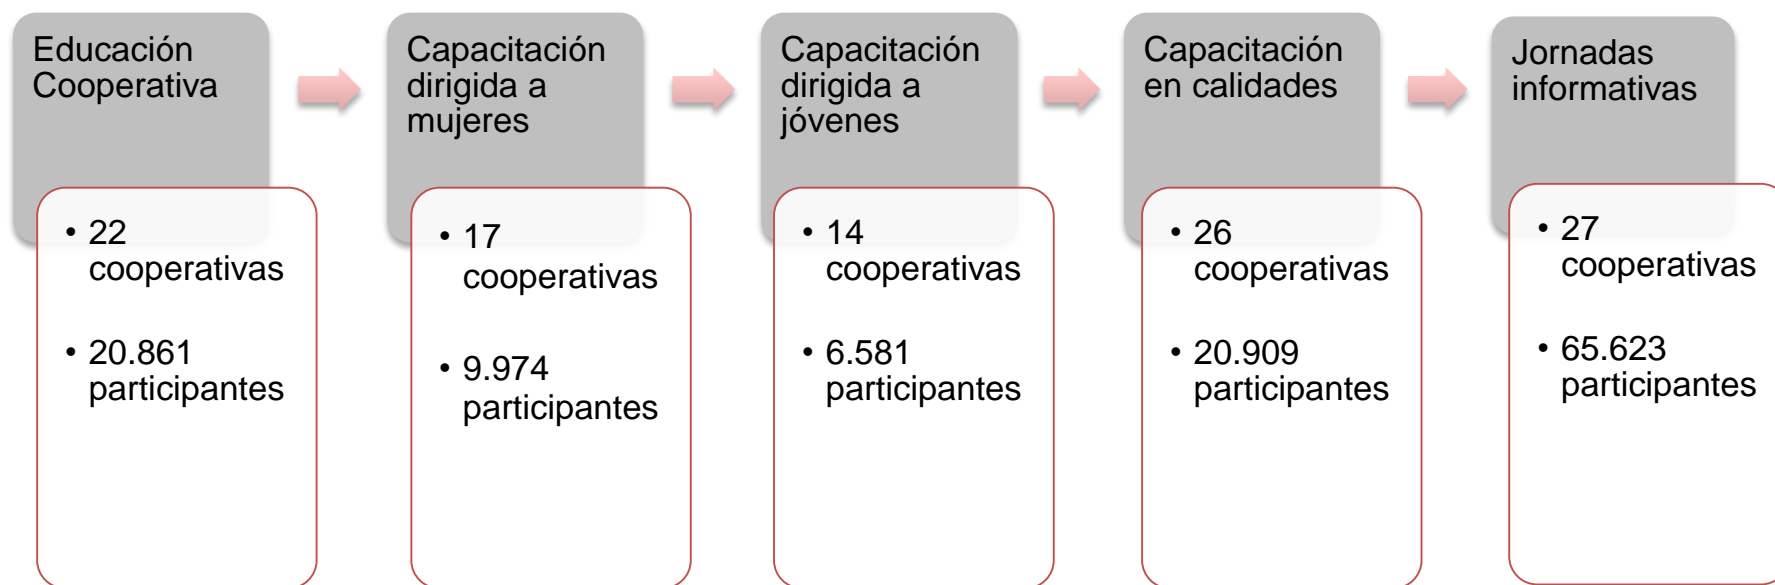 Educación
Cooperativa
• 22
cooperativas
• 20.861
participantes
Capacitación
dirigida a
mujeres
• 17
cooperativas
• 9.974
participantes
Capacitación
dirigida a
jóvenes
• 14
cooperativas
• 6.581
participantes
Capacitación
en calidades
• 26
cooperativas
• 20.909
participantes
Jornadas
informativas
• 27
cooperativas
• 65.623
participantes